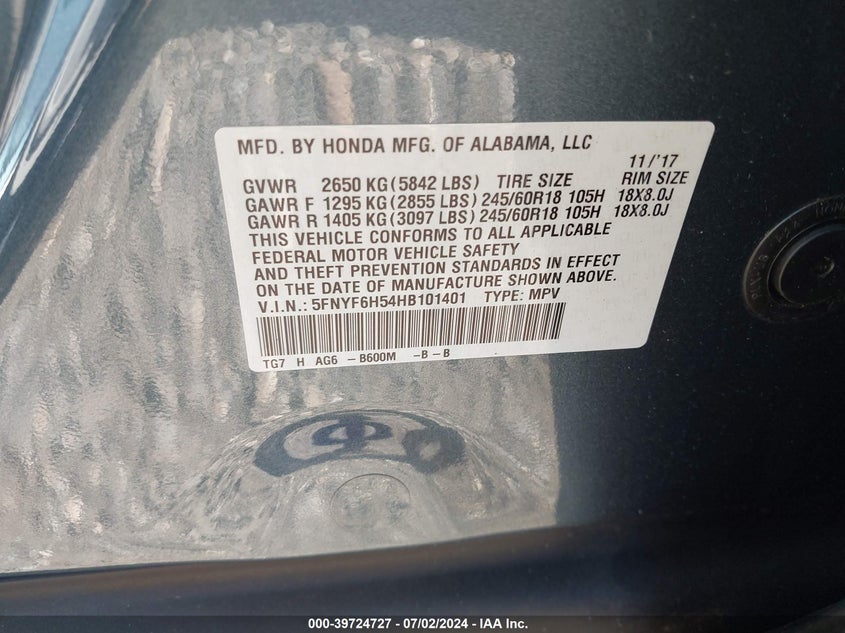 MFD. BY HONDA MFG. OF ALABAMA, LLC
11/'17
GVWR 2650 KG (5842 LBS) TIRE SIZE RIM SIZE
GAWR F 1295 KG (2855 LBS) 245/60R18 105H 18X8.0J
GAWR R 1405 KG (3097 LBS) 245/60R18 105H 18X8.0J
THIS VEHICLE CONFORMS TO ALL APPLICABLE
FEDERAL MOTOR VEHICLE SAFETY
AND THEFT PREVENTION STANDARDS IN EFFECT
ON THE DATE OF MANUFACTURE SHOWN ABOVE.
V.I.N.: 5FNYF6H54HB101401 TYPE: MPV
TG7 H AG6 - B600M -B - B
000-39724727 - 07/02/2024 - IAA Inc.